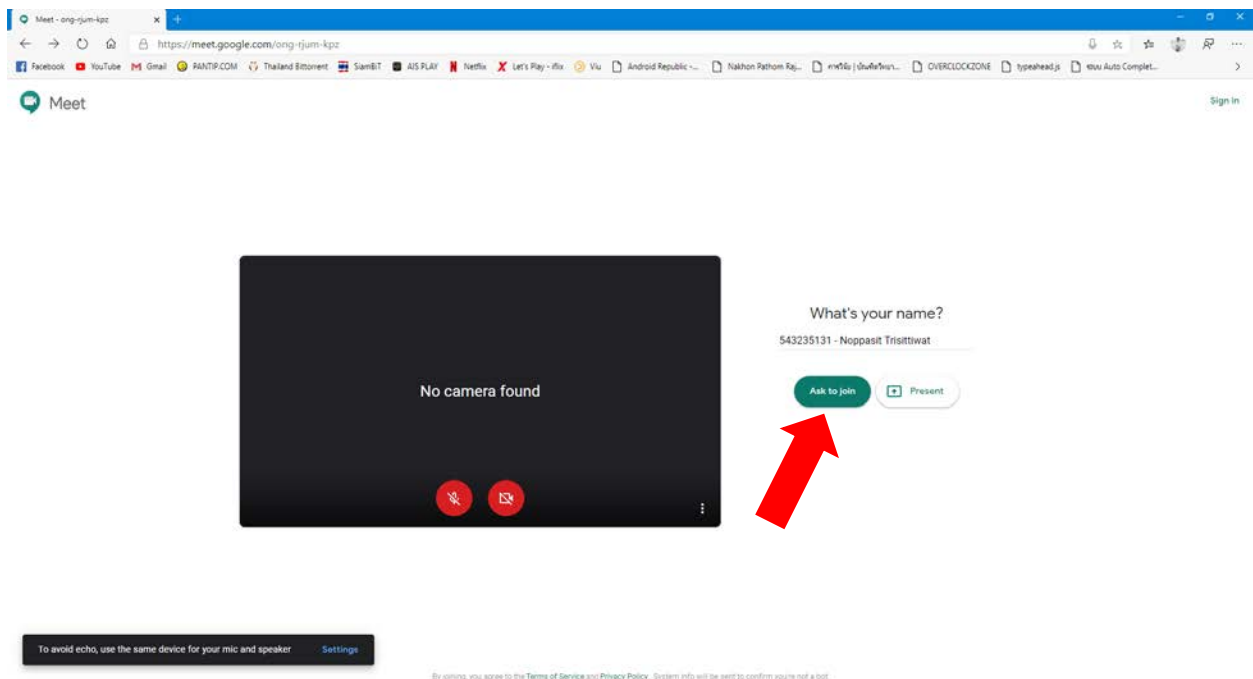 Meet - ong-rjum-kpz
https://meet.google.com/ong-rjum-kpz
Facebook YouTube Gmail PANTIP.COM Thailand Bittorrent SiamBiT AIS PLAY Netflix Let's Play - iflix Viu Android Republic -... Nakhon Pathom Raj... OVERCLOCKZONE typeahead.js ระบบ Auto Complet...
Meet
Sign in
What's your name?
543235131 - Noppasit Trisittiwat
No camera found
Ask to join
Present
To avoid echo, use the same device for your mic and speaker Settings
By joining, you agree to the Terms of Service and Privacy Policy. System info will be sent to confirm you're not a bot